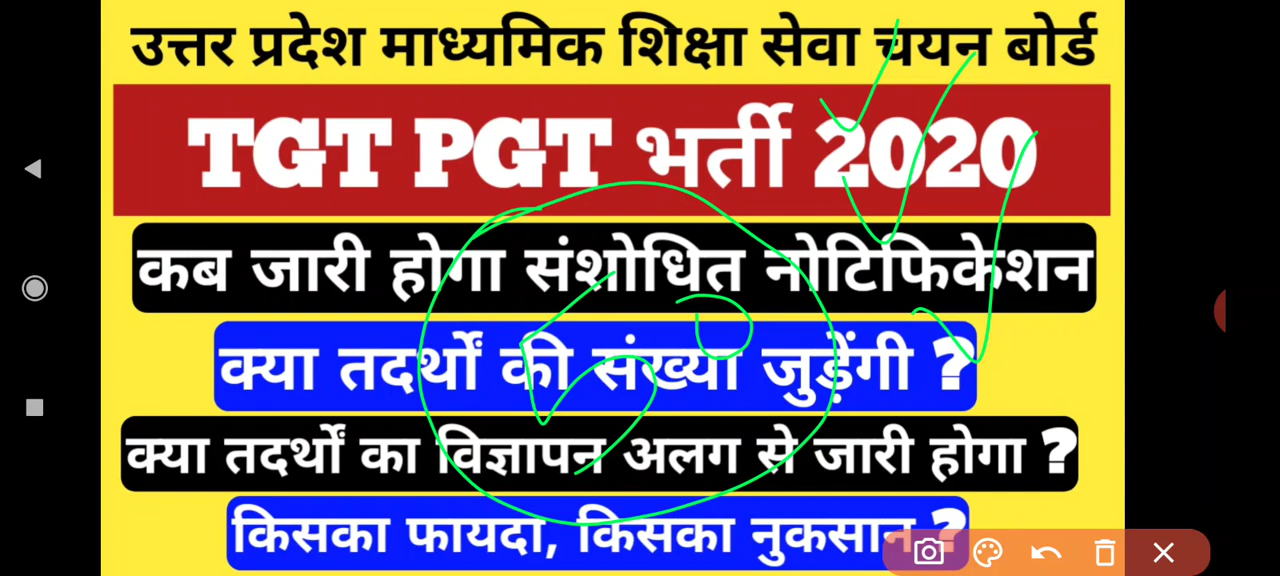 उत्तर प्रदेश माध्यमिक शिक्षा सेवा चयन बोर्ड
TGT PGT भर्ती 2020
कब जारी होगा संशोधित नोटिफिकेशन
क्या तदर्थों की संख्या जुड़ेंगी ?
क्या तदर्थों का विज्ञापन अलग से जारी होगा ?
किसका फायदा, किसका नुकसान ?